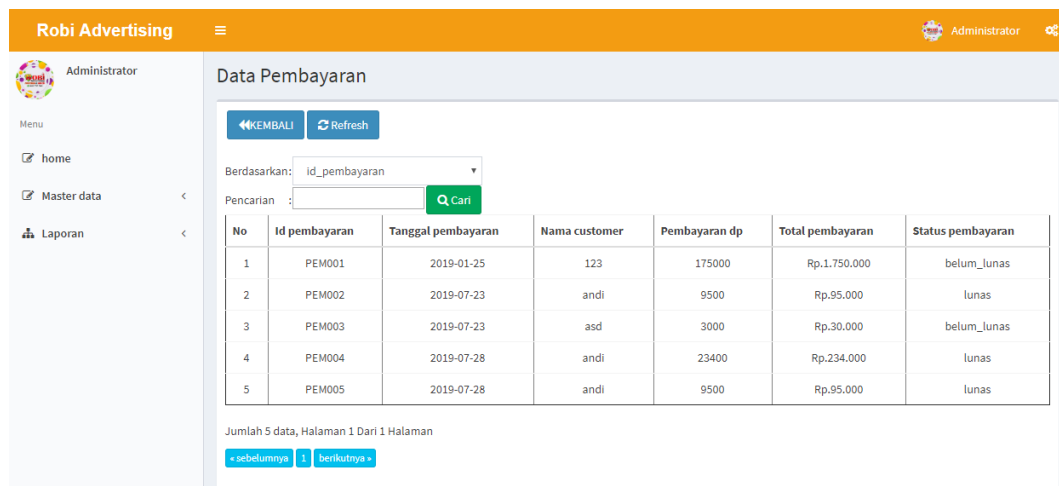 Robi Advertising Administrator
Administrator
Menu
home
Master data
Laporan
Data Pembayaran
KEMBALI Refresh
Berdasarkan: id_pembayaran
Pencarian : Cari
No Id pembayaran Tanggal pembayaran Nama customer Pembayaran dp Total pembayaran Status pembayaran
1 PEM001 2019-01-25 123 175000 Rp.1.750.000 belum_lunas
2 PEM002 2019-07-23 andi 9500 Rp.95.000 lunas
3 PEM003 2019-07-23 asd 3000 Rp.30.000 belum_lunas
4 PEM004 2019-07-28 andi 23400 Rp.234.000 lunas
5 PEM005 2019-07-28 andi 9500 Rp.95.000 lunas
Jumlah 5 data, Halaman 1 Dari 1 Halaman
« sebelumnya 1 berikutnya »